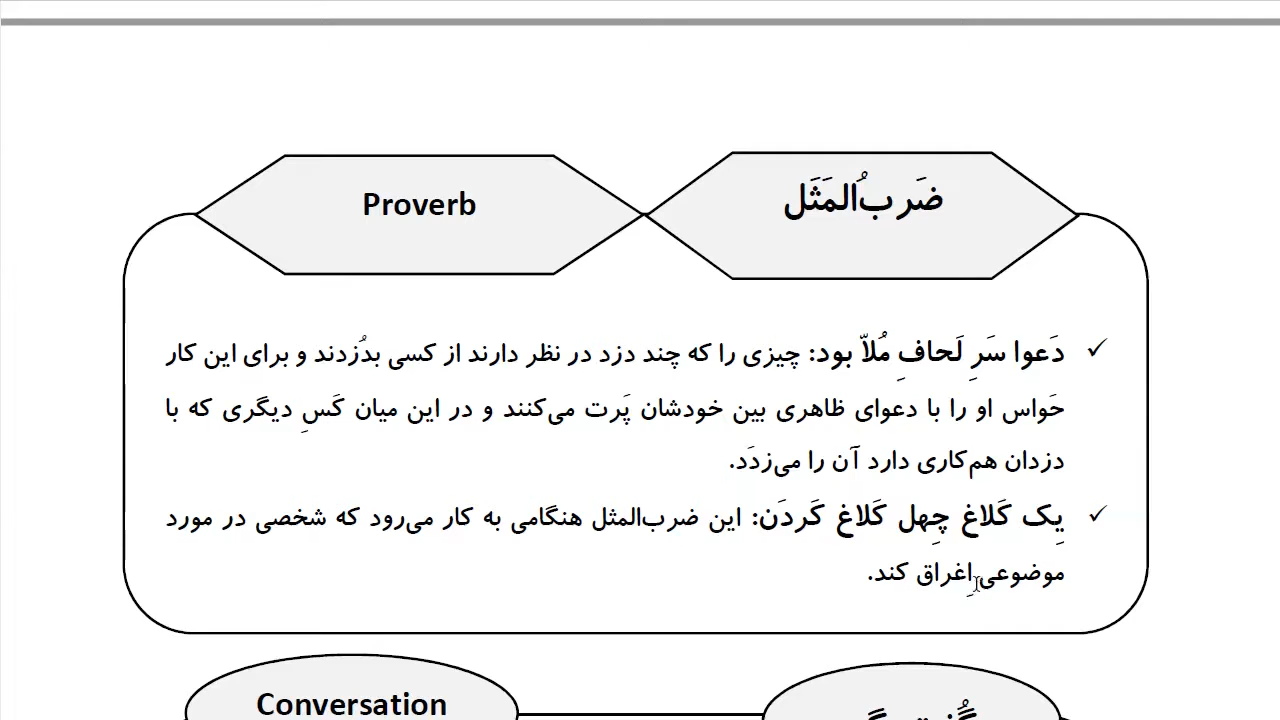 Proverb
ضَربُ‌المَثَل
✓ دَعوا سَرِ لَحافِ مُلاّ بود: چیزی را که چند دزد در نظر دارند از کسی بدُزدند و برای این کار
حَواس او را با دعوای ظاهری بین خودشان پَرت می‌کنند و در این میان کَسِ دیگری که با
دزدان هم‌کاری دارد آن را می‌زدَد.
✓ یِک کَلاغ چِهل کَلاغ کَردَن: این ضرب‌المثل هنگامی به کار می‌رود که شخصی در مورد
موضوعی اِغراق کند.
Conversation